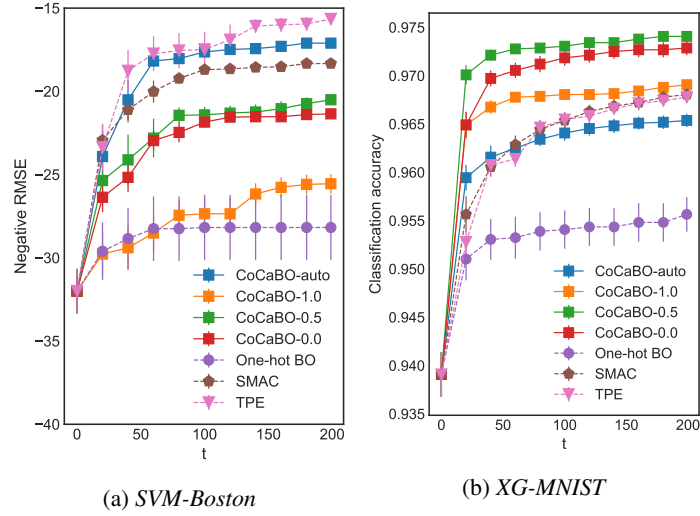 −15
−20
−25
−30
−35
−40
Negative RMSE
0 50 100 150 200
t
CoCaBO-auto
CoCaBO-1.0
CoCaBO-0.5
CoCaBO-0.0
One-hot BO
SMAC
TPE
(a) SVM-Boston
0.975
0.970
0.965
0.960
0.955
0.950
0.945
0.940
0.935
Classification accuracy
0 50 100 150 200
t
CoCaBO-auto
CoCaBO-1.0
CoCaBO-0.5
CoCaBO-0.0
One-hot BO
SMAC
TPE
(b) XG-MNIST